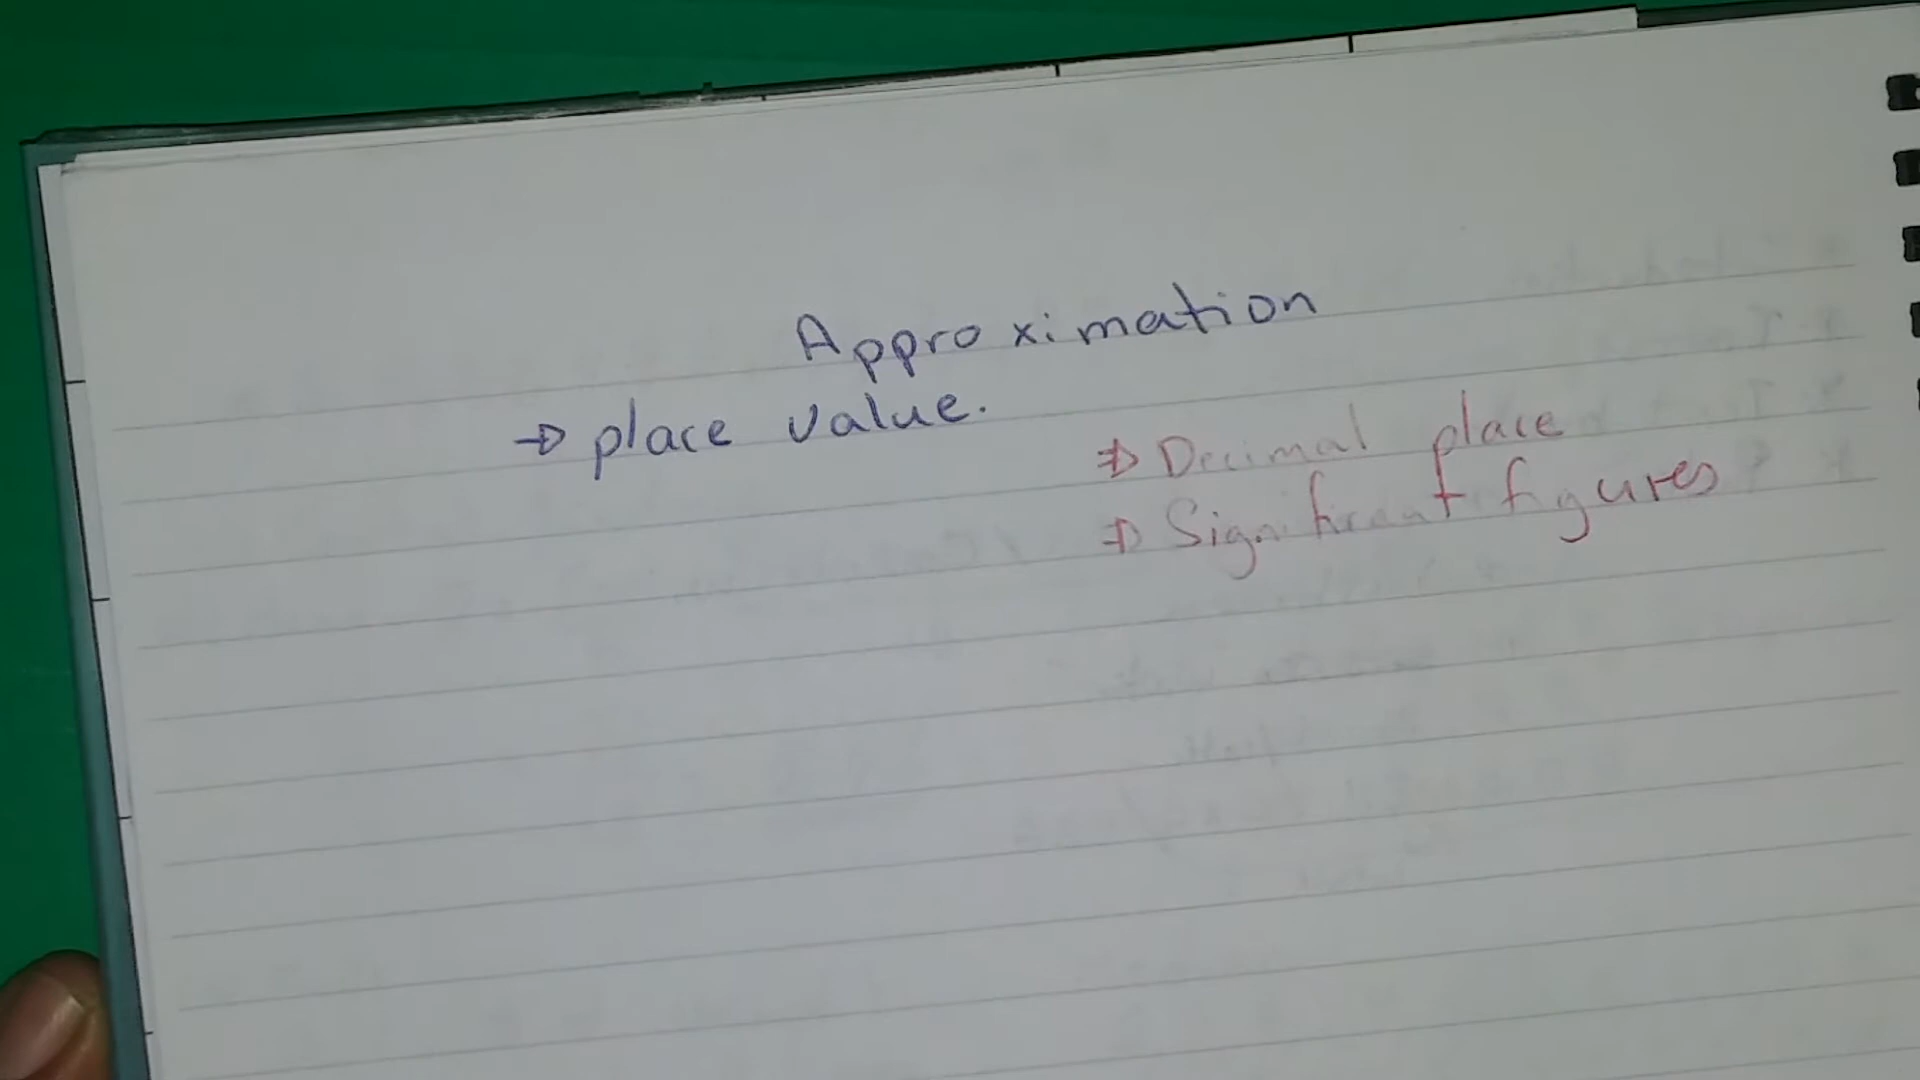 Approximation
→ place value.
⇒ Decimal place
⇒ Significant figures